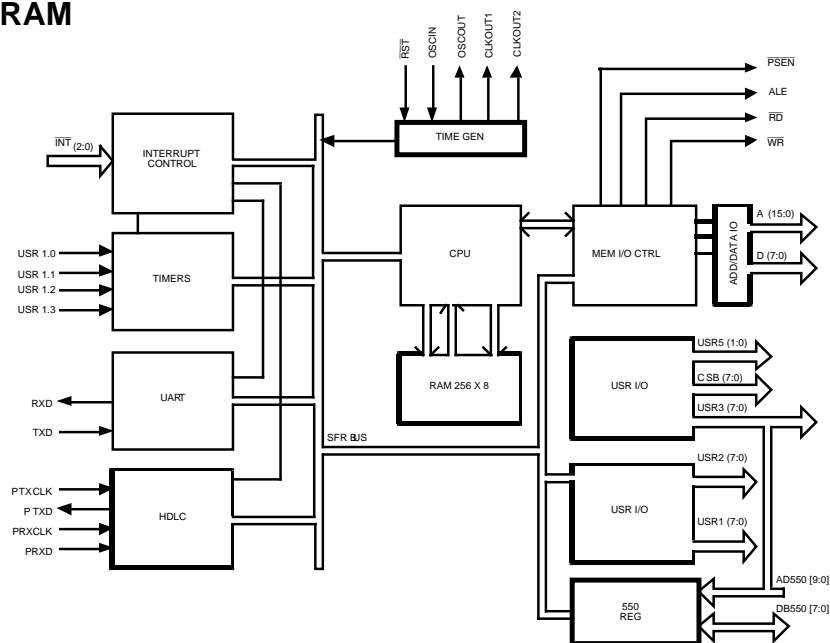 RAM
RST
OSCIN
OSCOUT
CLKOUT1
CLKOUT2
PSEN
ALE
RD
WR
TIME GEN
INT (2:0)
INTERRUPT
CONTROL
USR 1.0
USR 1.1
USR 1.2
USR 1.3
TIMERS
CPU
MEM I/O CTRL
ADD/DATA IO
A (15:0)
D (7:0)
RXD
TXD
UART
RAM 256 X 8
USR I/O
USR5 (1:0)
CSB (7:0)
USR3 (7:0)
SFR BUS
PTXCLK
P TXD
PRXCLK
PRXD
HDLC
USR I/O
USR2 (7:0)
USR1 (7:0)
550
REG
AD550 [9:0]
DB550 [7:0]